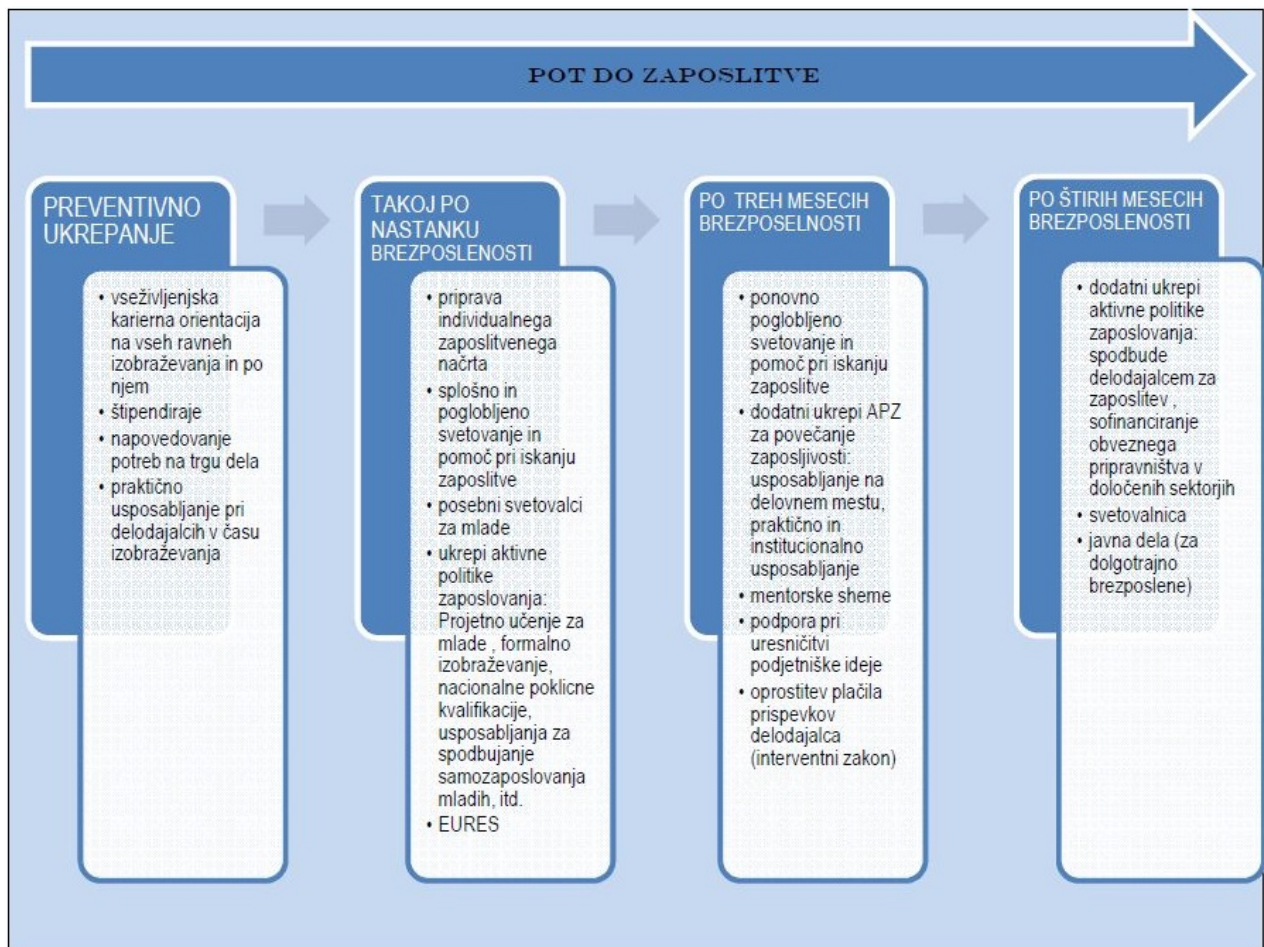 POT DO ZAPOSLITVE
PREVENTIVNO
UKREPANJE
• vseživljenjska
karierna orientacija
na vseh ravneh
izobraževanja in po
njem
• štipendiraje
• napovedovanje
potreb na trgu dela
• praktično
usposabljanje pri
delodajalcih v času
izobraževanja
TAKOJ PO
NASTANKU
BREZPOSLENOSTI
• priprava
individualnega
zaposlitvenega
načrta
• splošno in
poglobljeno
svetovanje in
pomoč pri iskanju
zaposlitve
• posebni svetovalci
za mlade
• ukrepi aktivne
politike
zaposlovanja:
Projetno učenje za
mlade , formalno
izobraževanje,
nacionalne poklicne
kvalifikacije,
usposabljanja za
spodbujanje
samozaposlovanja
mladih, itd.
• EURES
PO TREH MESECIH
BREZPOSELNOSTI
• ponovno
poglobljeno
svetovanje in
pomoč pri iskanju
zaposlitve
• dodatni ukrepi APZ
za povečanje
zaposljivosti:
usposabljanje na
delovnem mestu,
praktično in
institucionalno
usposabljanje
• mentorske sheme
• podpora pri
uresničitvi
podjetniške ideje
• oprostitev plačila
prispevkov
delodajalca
(interventni zakon)
PO ŠTIRIH MESECIH
BREZPOSLENOSTI
• dodatni ukrepi
aktivne politike
zaposlovanja:
spodbude
delodajalcem za
zaposlitev ,
sofinanciranje
obveznega
pripravništva v
določenih sektorjih
• svetovalnica
• javna dela (za
dolgotrajno
brezposlene)